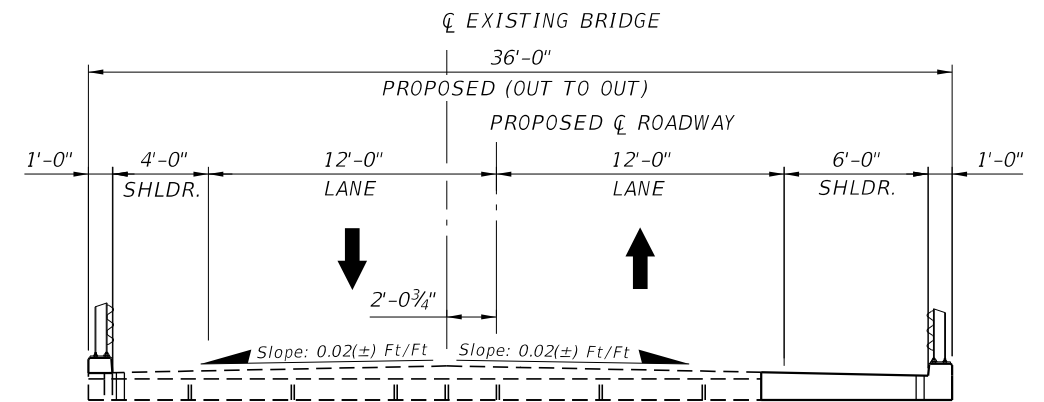 ℄ EXISTING BRIDGE
36'-0"
PROPOSED (OUT TO OUT)
PROPOSED ℄ ROADWAY
1'-0" 4'-0" 12'-0" 12'-0" 6'-0" 1'-0"
SHLDR. LANE LANE SHLDR.
2'-0¾"
Slope: 0.02(±) Ft/Ft Slope: 0.02(±) Ft/Ft